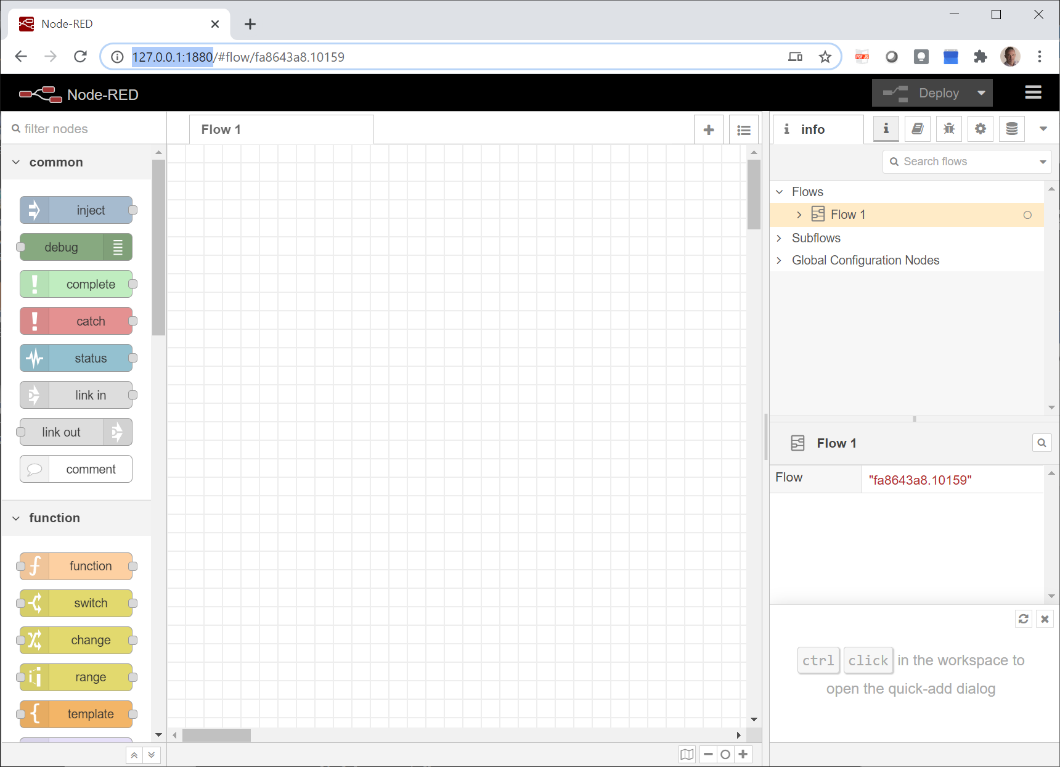 Node-RED
127.0.0.1:1880/#flow/fa8643a8.10159
Node-RED
Deploy
filter nodes
Flow 1
i info
i
common
inject
debug
complete
catch
status
link in
link out
comment
function
function
switch
change
range
template
Search flows
Flows
Flow 1
Subflows
Global Configuration Nodes
Flow 1
Flow "fa8643a8.10159"
ctrl click in the workspace to
open the quick-add dialog